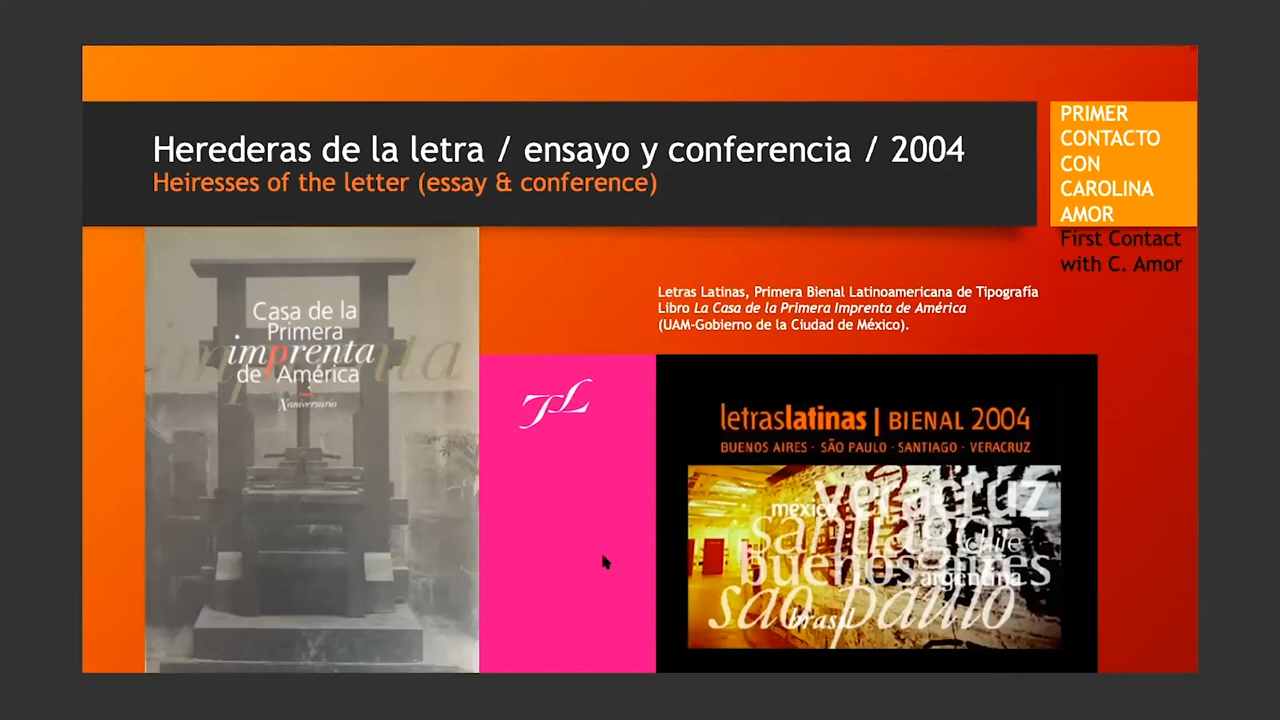 Herederas de la letra / ensayo y conferencia / 2004
Heiresses of the letter (essay & conference)
PRIMER
CONTACTO
CON
CAROLINA
AMOR
First Contact
with C. Amor
Casa de la
Primera
imprenta
de América
Xaniversario
Letras Latinas, Primera Bienal Latinoamericana de Tipografía
Libro La Casa de la Primera Imprenta de América
(UAM-Gobierno de la Ciudad de México).
TL
letraslatinas | BIENAL 2004
BUENOS AIRES · SÃO PAULO · SANTIAGO · VERACRUZ
veracruz
méxico
santiago
chile
buenos aires
argentina
são paulo
brasil